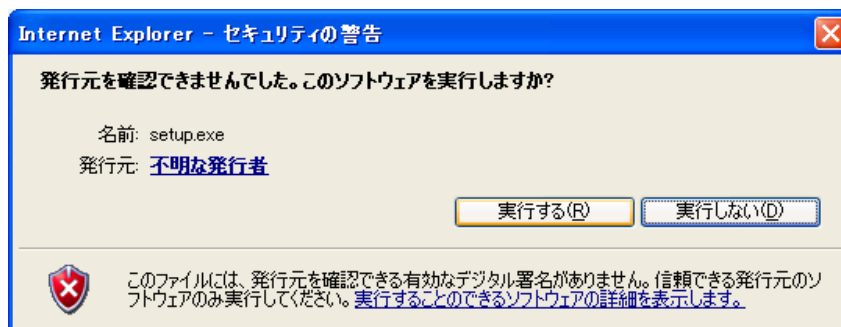 Internet Explorer - セキュリティの警告
発行元を確認できませんでした。このソフトウェアを実行しますか?
名前: setup.exe
発行元: 不明な発行者
実行する(R) 実行しない(D)
このファイルには、発行元を確認できる有効なデジタル署名がありません。信頼できる発行元のソ
フトウェアのみ実行してください。実行することのできるソフトウェアの詳細を表示します。